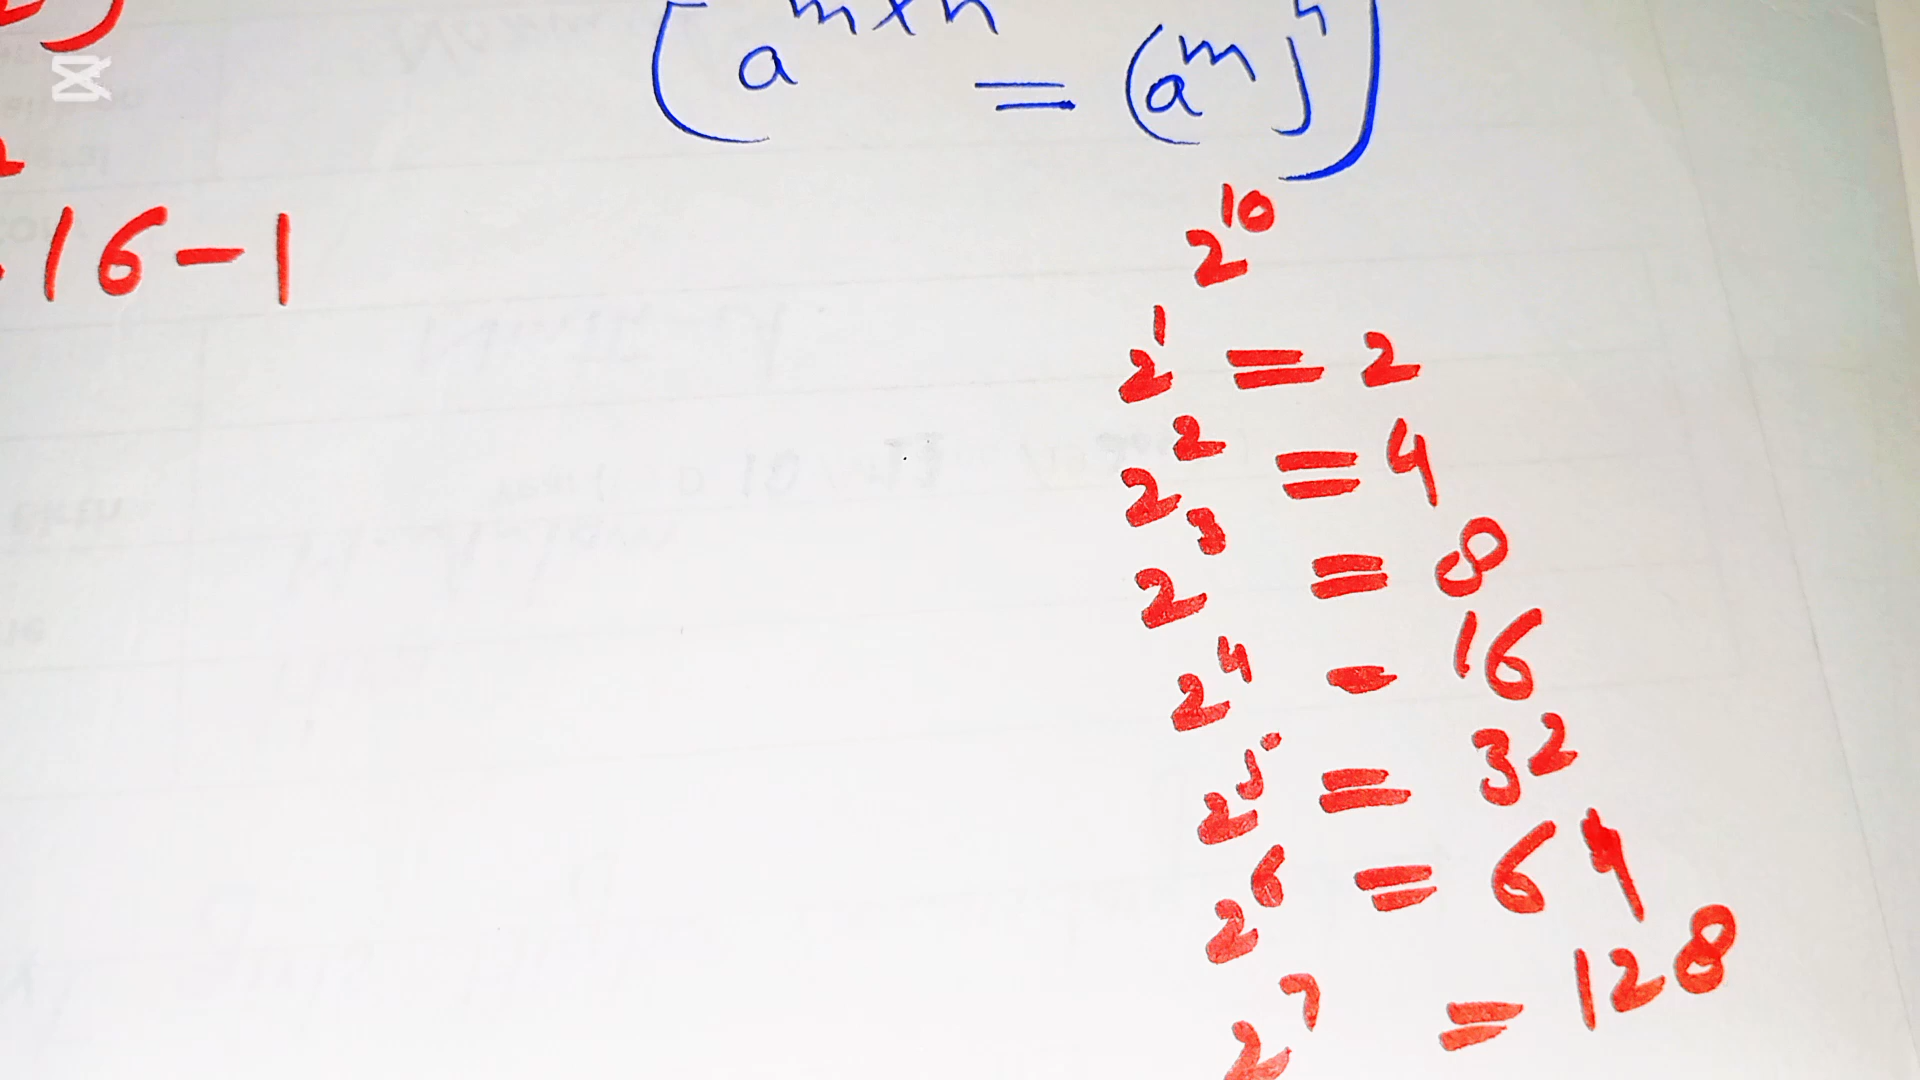 (a^{m×n} = (a^m)^n)
16-1
2^{10}
2^1 = 2
2^2 = 4
2^3 = 8
2^4 = 16
2^5 = 32
2^6 = 64
2^7 = 128